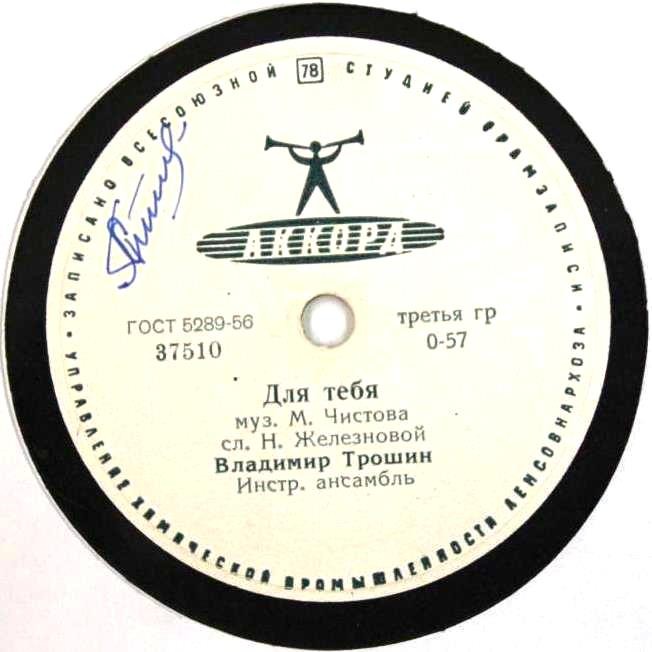 ЗАПИСАНО ВСЕСОЮЗНОЙ 78 СТУДИЕЙ ГРАМЗАПИСИ
АККОРД
ГОСТ 5289-56
37510
третья гр
0-57
Для тебя
муз. М. Чистова
сл. Н. Железновой
Владимир Трошин
Инстр. ансамбль
УПРАВЛЕНИЕ ХИМИЧЕСКОЙ ПРОМЫШЛЕННОСТИ ЛЕНСОВНАРХОЗА